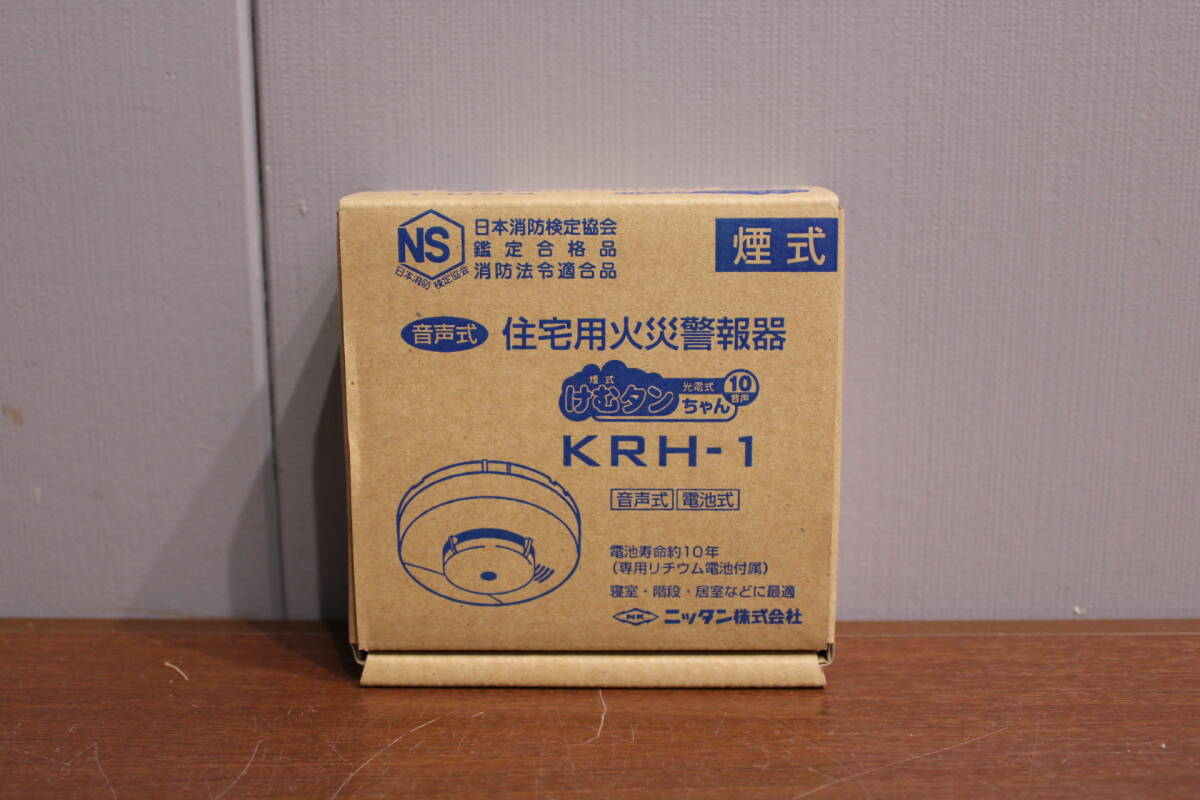 NS
日本消防検定協会
日本消防検定協会
鑑定合格品
消防法令適合品
煙式
音声式 住宅用火災警報器
煙式 光電式 10
けむタンちゃん 音声
KRH-1
音声式 電池式
電池寿命約10年
(専用リチウム電池付属)
寝室・階段・居室などに最適
NK ニッタン株式会社